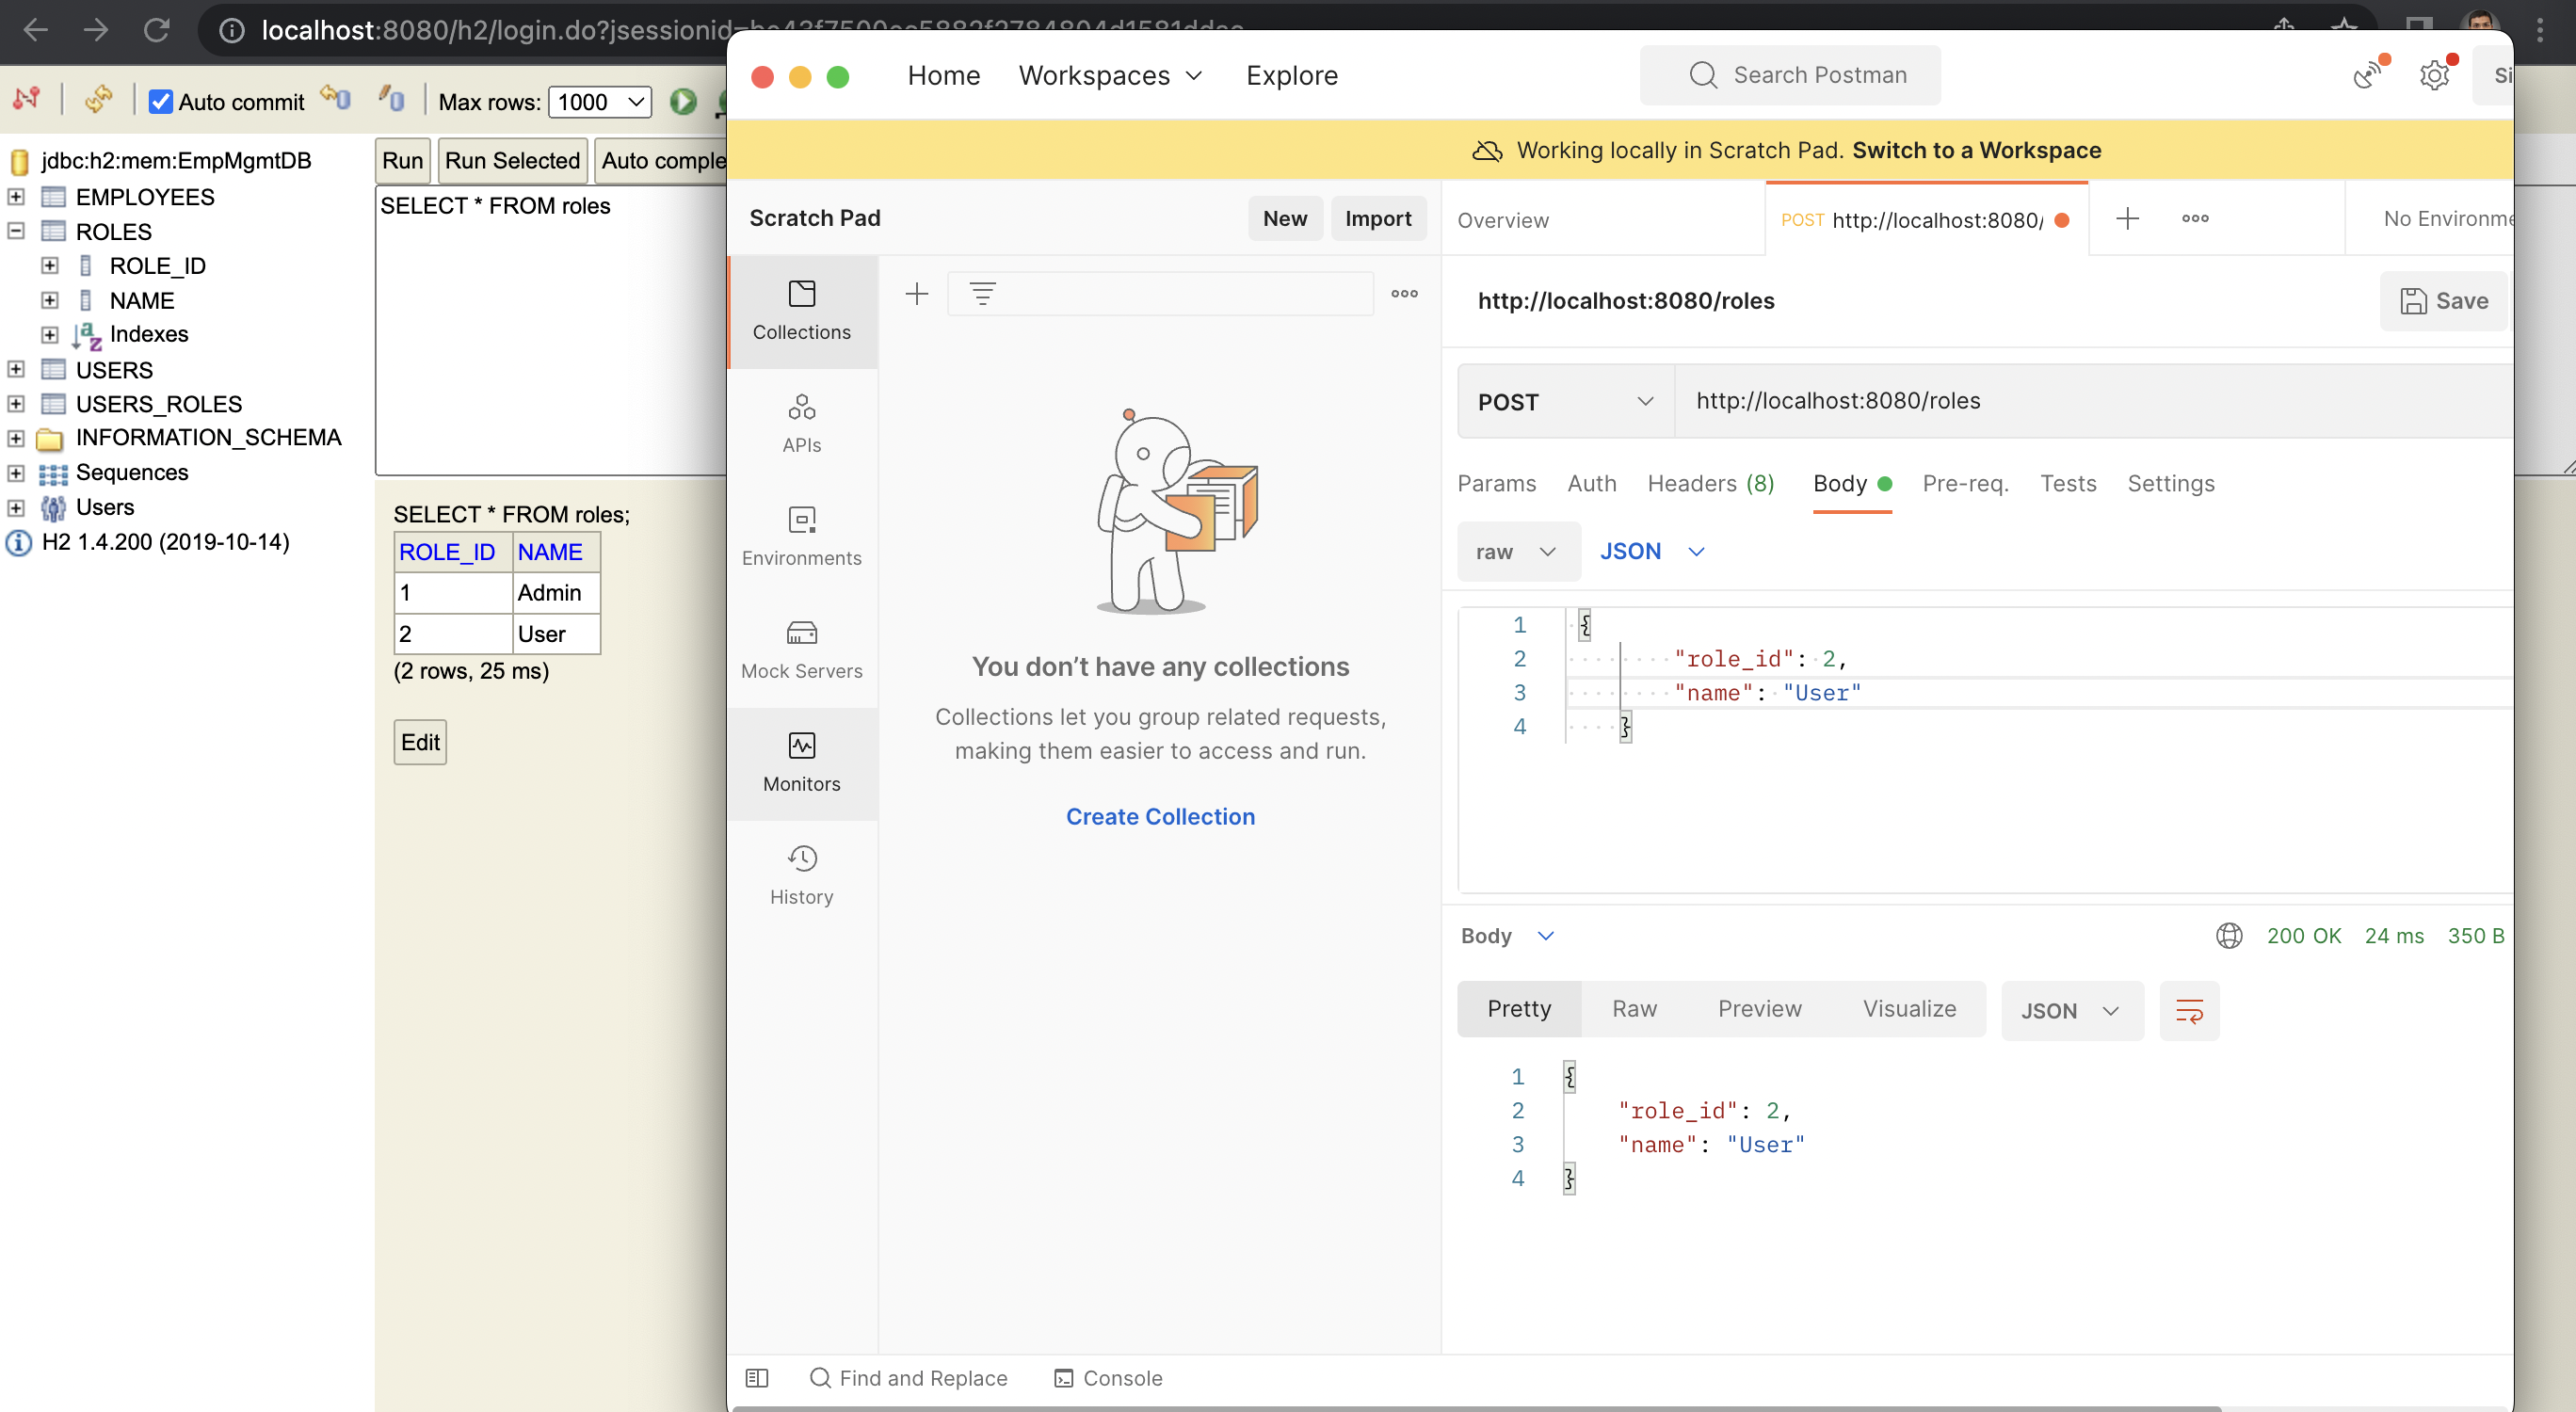 localhost:8080/h2/login.do?jsessionid=
Auto commit
Max rows: 1000
jdbc:h2:mem:EmpMgmtDB
EMPLOYEES
ROLES
ROLE_ID
NAME
Indexes
USERS
USERS_ROLES
INFORMATION_SCHEMA
Sequences
Users
H2 1.4.200 (2019-10-14)
Run Run Selected Auto comple
SELECT * FROM roles
SELECT * FROM roles;
ROLE_ID NAME
1 Admin
2 User
(2 rows, 25 ms)
Edit
Home Workspaces Explore Search Postman Si
Working locally in Scratch Pad. Switch to a Workspace
Scratch Pad New Import
Collections
APIs
Environments
Mock Servers
Monitors
History
You don’t have any collections
Collections let you group related requests,
making them easier to access and run.
Create Collection
Overview POST http://localhost:8080/ No Environme
http://localhost:8080/roles Save
POST http://localhost:8080/roles
Params Auth Headers (8) Body Pre-req. Tests Settings
raw JSON
1 {
2 "role_id": 2,
3 "name": "User"
4 }
Body 200 OK 24 ms 350 B
Pretty Raw Preview Visualize JSON
1 {
2 "role_id": 2,
3 "name": "User"
4 }
Find and Replace Console